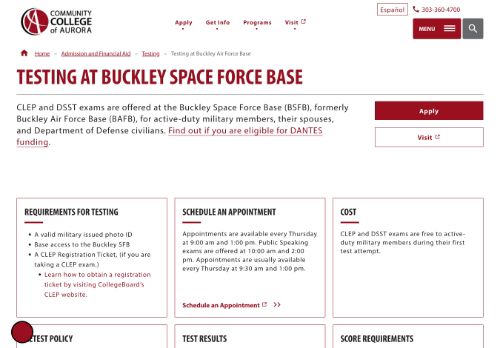 COMMUNITY
COLLEGE
of AURORA
Apply
Get Info
Programs
Visit
Español
303-360-4700
MENU
Home – Admission and Financial Aid – Testing – Testing at Buckley Air Force Base
TESTING AT BUCKLEY SPACE FORCE BASE
CLEP and DSST exams are offered at the Buckley Space Force Base (BSFB), formerly
Buckley Air Force Base (BAFB), for active-duty military members, their spouses,
and Department of Defense civilians. Find out if you are eligible for DANTES
funding.
Apply
Visit
REQUIREMENTS FOR TESTING
• A valid military issued photo ID
• Base access to the Buckley SFB
• A CLEP Registration Ticket, (if you are
taking a CLEP exam.)
• Learn how to obtain a registration
ticket by visiting CollegeBoard's
CLEP website.
SCHEDULE AN APPOINTMENT
Appointments are available every Thursday
at 9:00 am and 1:00 pm. Public Speaking
exams are offered at 10:00 am and 2:00
pm. Appointments are usually available
every Thursday at 9:30 am and 1:00 pm.
Schedule an Appointment
COST
CLEP and DSST exams are free to active-
duty military members during their first
test attempt.
RETEST POLICY
TEST RESULTS
SCORE REQUIREMENTS